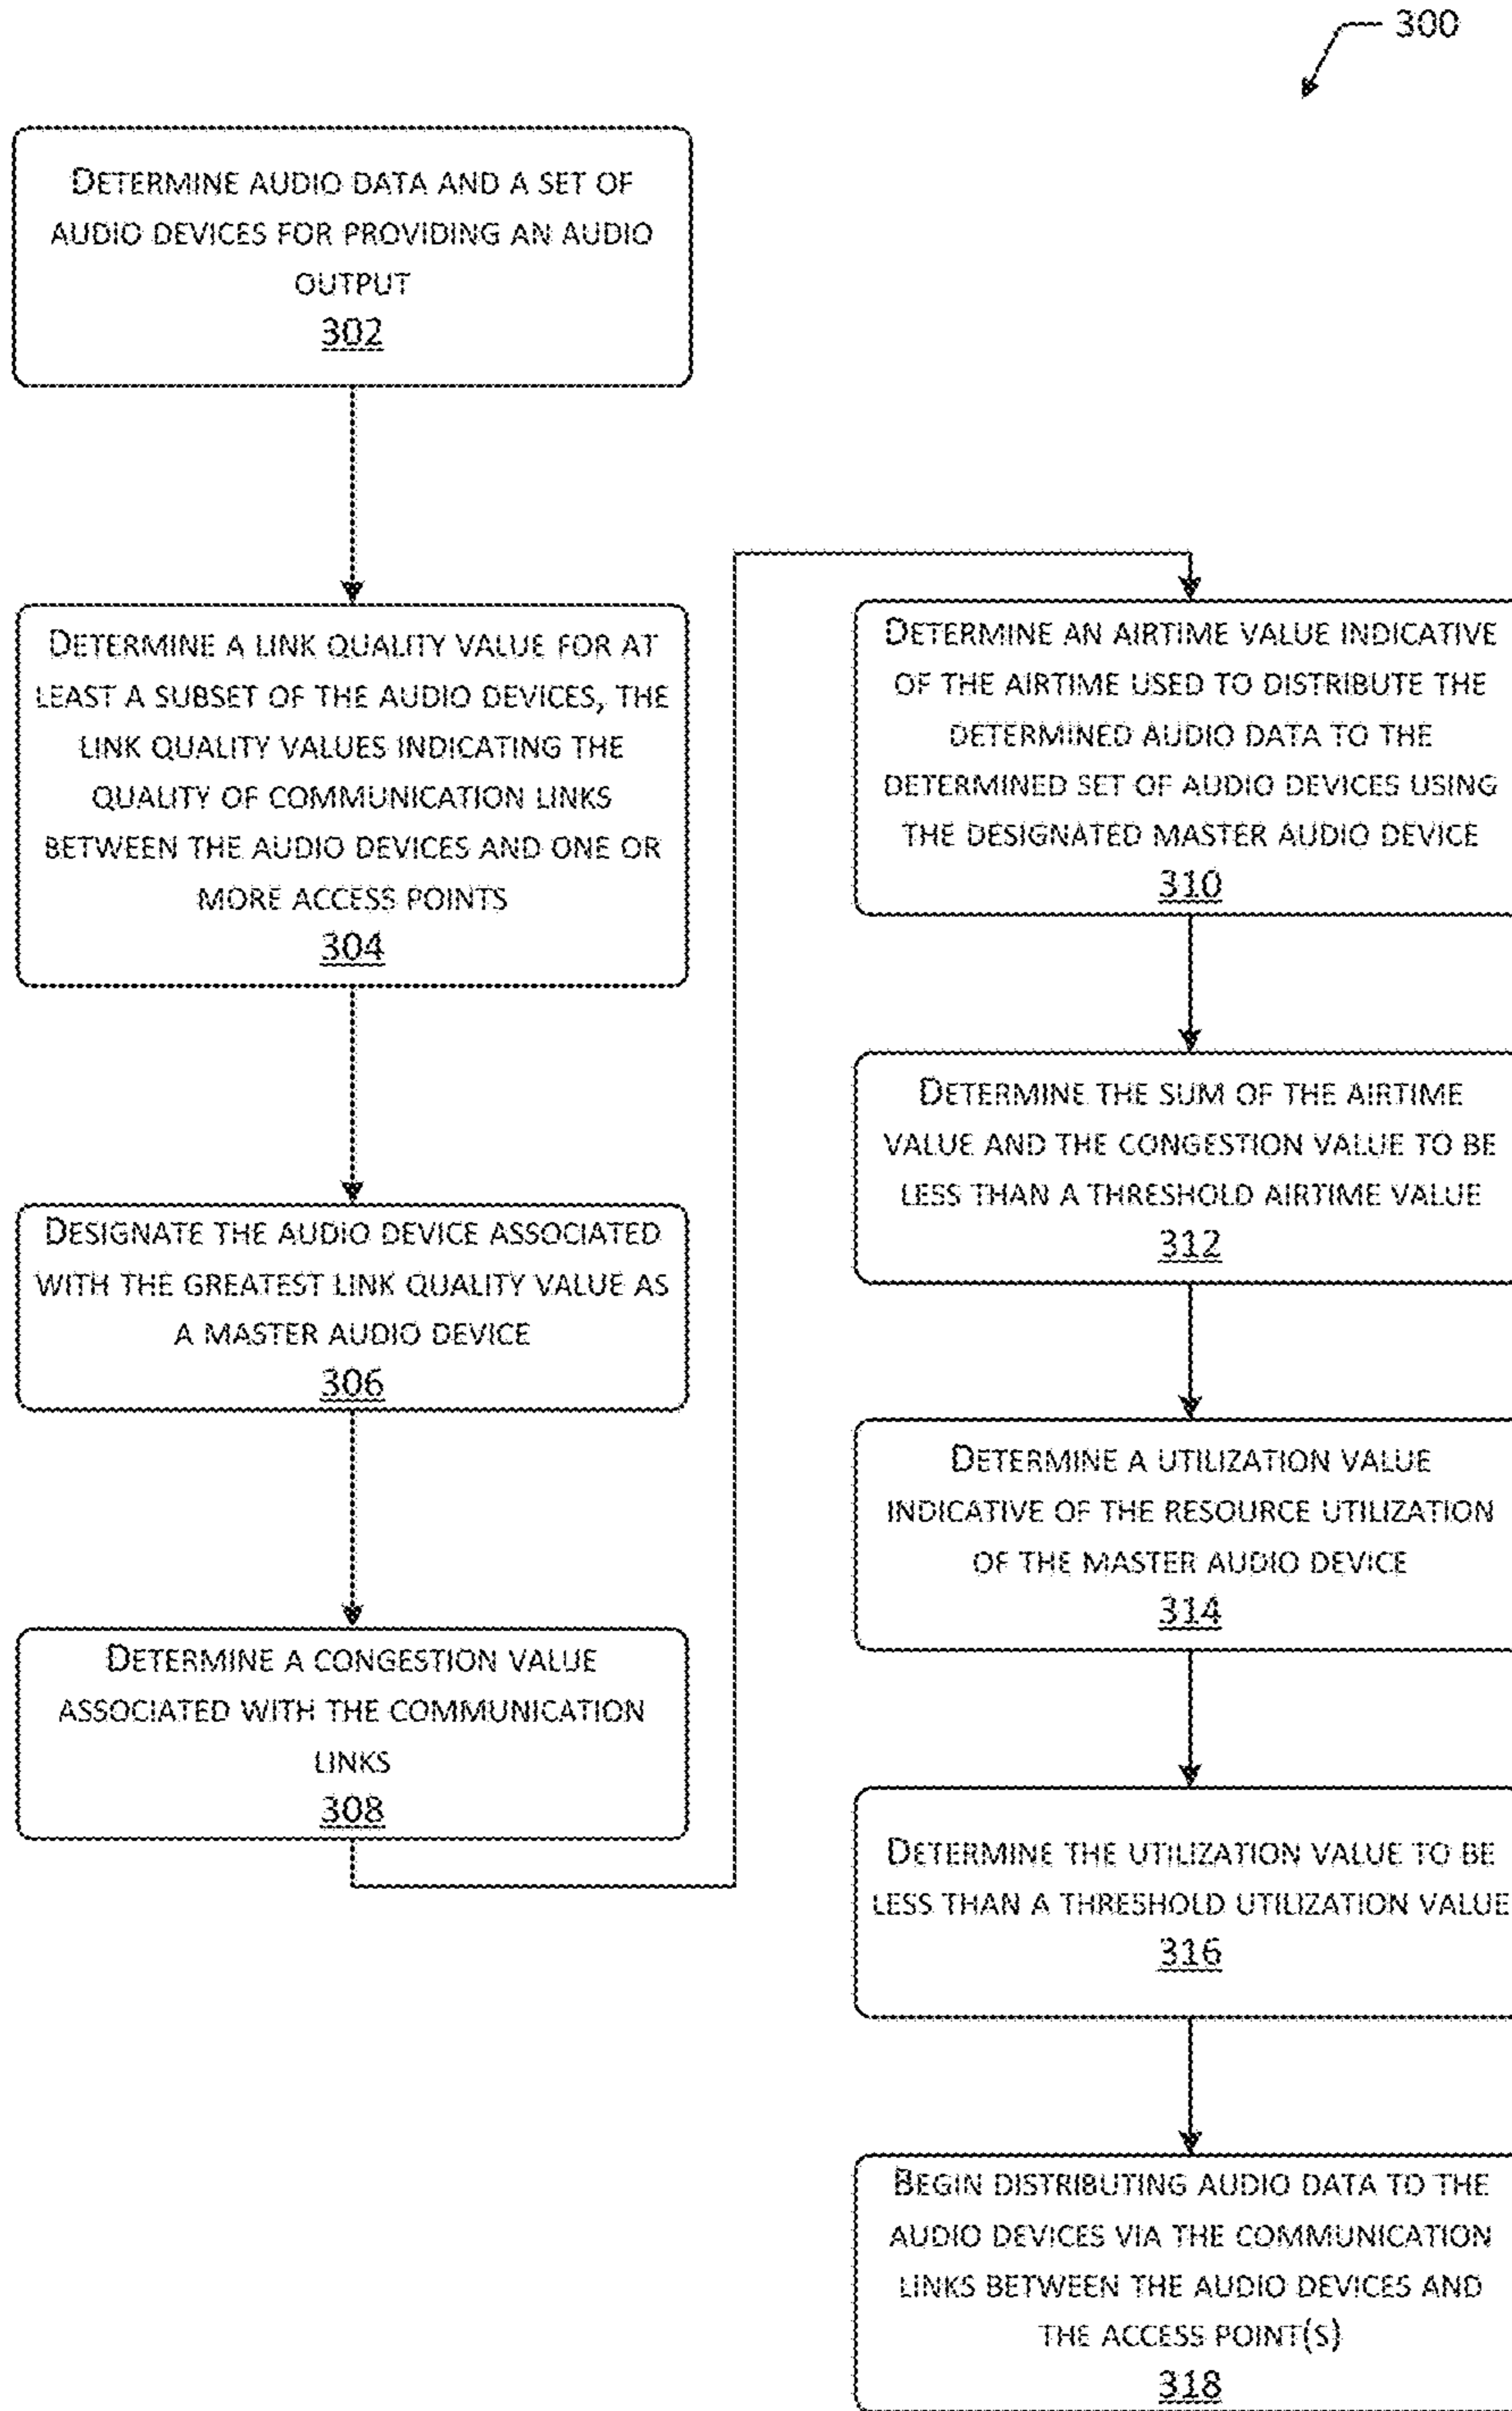 300
DETERMINE AUDIO DATA AND A SET OF
AUDIO DEVICES FOR PROVIDING AN AUDIO
OUTPUT
302
DETERMINE A LINK QUALITY VALUE FOR AT
LEAST A SUBSET OF THE AUDIO DEVICES, THE
LINK QUALITY VALUES INDICATING THE
QUALITY OF COMMUNICATION LINKS
BETWEEN THE AUDIO DEVICES AND ONE OR
MORE ACCESS POINTS
304
DESIGNATE THE AUDIO DEVICE ASSOCIATED
WITH THE GREATEST LINK QUALITY VALUE AS
A MASTER AUDIO DEVICE
306
DETERMINE A CONGESTION VALUE
ASSOCIATED WITH THE COMMUNICATION
LINKS
308
DETERMINE AN AIRTIME VALUE INDICATIVE
OF THE AIRTIME USED TO DISTRIBUTE THE
DETERMINED AUDIO DATA TO THE
DETERMINED SET OF AUDIO DEVICES USING
THE DESIGNATED MASTER AUDIO DEVICE
310
DETERMINE THE SUM OF THE AIRTIME
VALUE AND THE CONGESTION VALUE TO BE
LESS THAN A THRESHOLD AIRTIME VALUE
312
DETERMINE A UTILIZATION VALUE
INDICATIVE OF THE RESOURCE UTILIZATION
OF THE MASTER AUDIO DEVICE
314
DETERMINE THE UTILIZATION VALUE TO BE
LESS THAN A THRESHOLD UTILIZATION VALUE
316
BEGIN DISTRIBUTING AUDIO DATA TO THE
AUDIO DEVICES VIA THE COMMUNICATION
LINKS BETWEEN THE AUDIO DEVICES AND
THE ACCESS POINT(S)
318